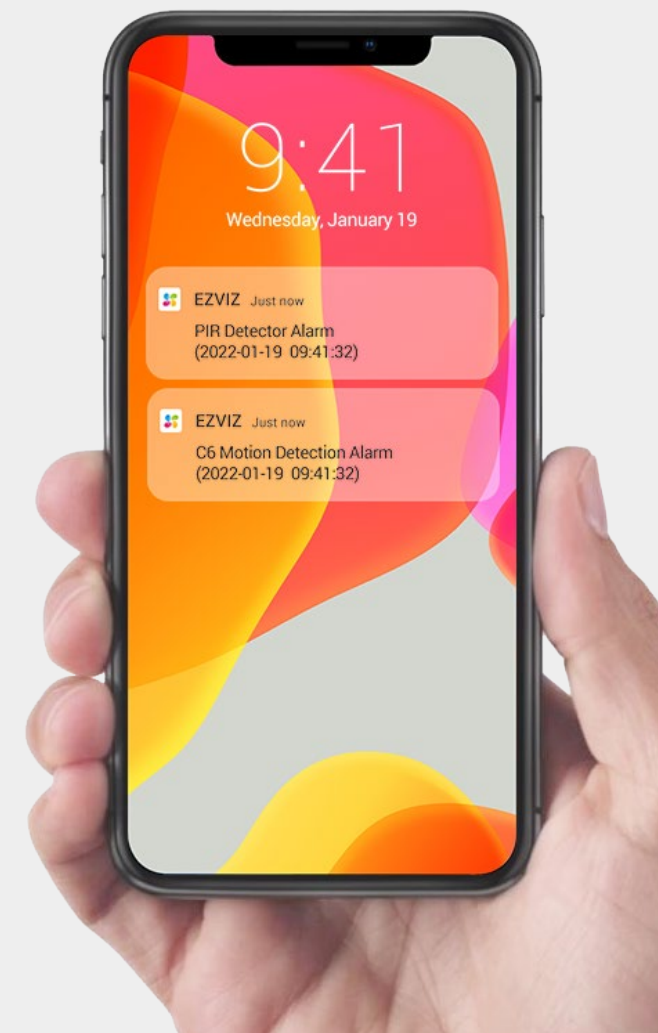 9:41
Wednesday, January 19
EZVIZ Just now
PIR Detector Alarm
(2022-01-19 09:41:32)
EZVIZ Just now
C6 Motion Detection Alarm
(2022-01-19 09:41:32)